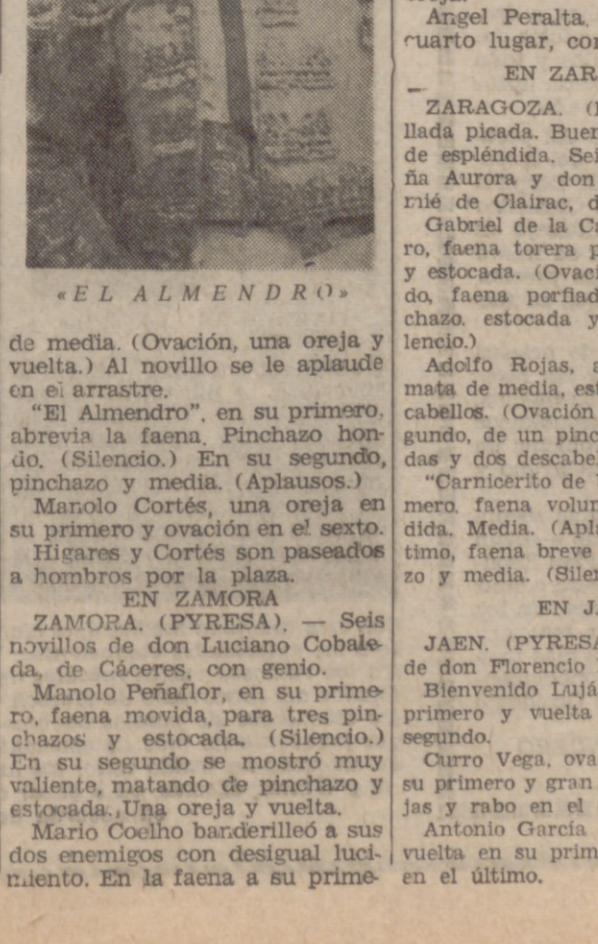 «EL ALMENDRO»
de media. (Ovación, una oreja y
vuelta.) Al novillo se le aplaude
en el arrastre.
"El Almendro", en su primero,
abrevia la faena. Pinchazo hon-
do. (Silencio.) En su segundo,
pinchazo y media. (Aplausos.)
Manolo Cortés, una oreja en
su primero y ovación en el sexto.
Higares y Cortés son paseados
a hombros por la plaza.
EN ZAMORA
ZAMORA. (PYRESA). — Seis
novillos de don Luciano Cobale-
da, de Cáceres, con genio.
Manolo Peñaflor, en su prime-
ro, faena movida, para tres pin-
chazos y estocada. (Silencio.)
En su segundo se mostró muy
valiente, matando de pinchazo y
estocada. Una oreja y vuelta.
Mario Coelho banderilleó a sus
dos enemigos con desigual luci-
miento. En la faena a su prime-
Angel Peralta,
cuarto lugar, con
EN ZAR
ZARAGOZA. (
llada picada. Buen
de espléndida. Sei
ña Aurora y don
mié de Clairac, d
Gabriel de la Ca
ro, faena torera p
y estocada. (Ovaci
do, faena porfiad
chazo, estocada y
lencio.)
Adolfo Rojas, a
mata de media, est
cabellos. (Ovación
gundo, de un pinc
das y dos descabel
"Carnicerito de
mero, faena volun
dida. Media. (Apl
timo, faena breve
zo y media. (Silen
EN JA
JAEN. (PYRESA
de don Florencio
Bienvenido Lujá
primero y vuelta
segundo.
Curro Vega, ova
su primero y gran
jas y rabo en el
Antonio García
vuelta en su prim
en el último.